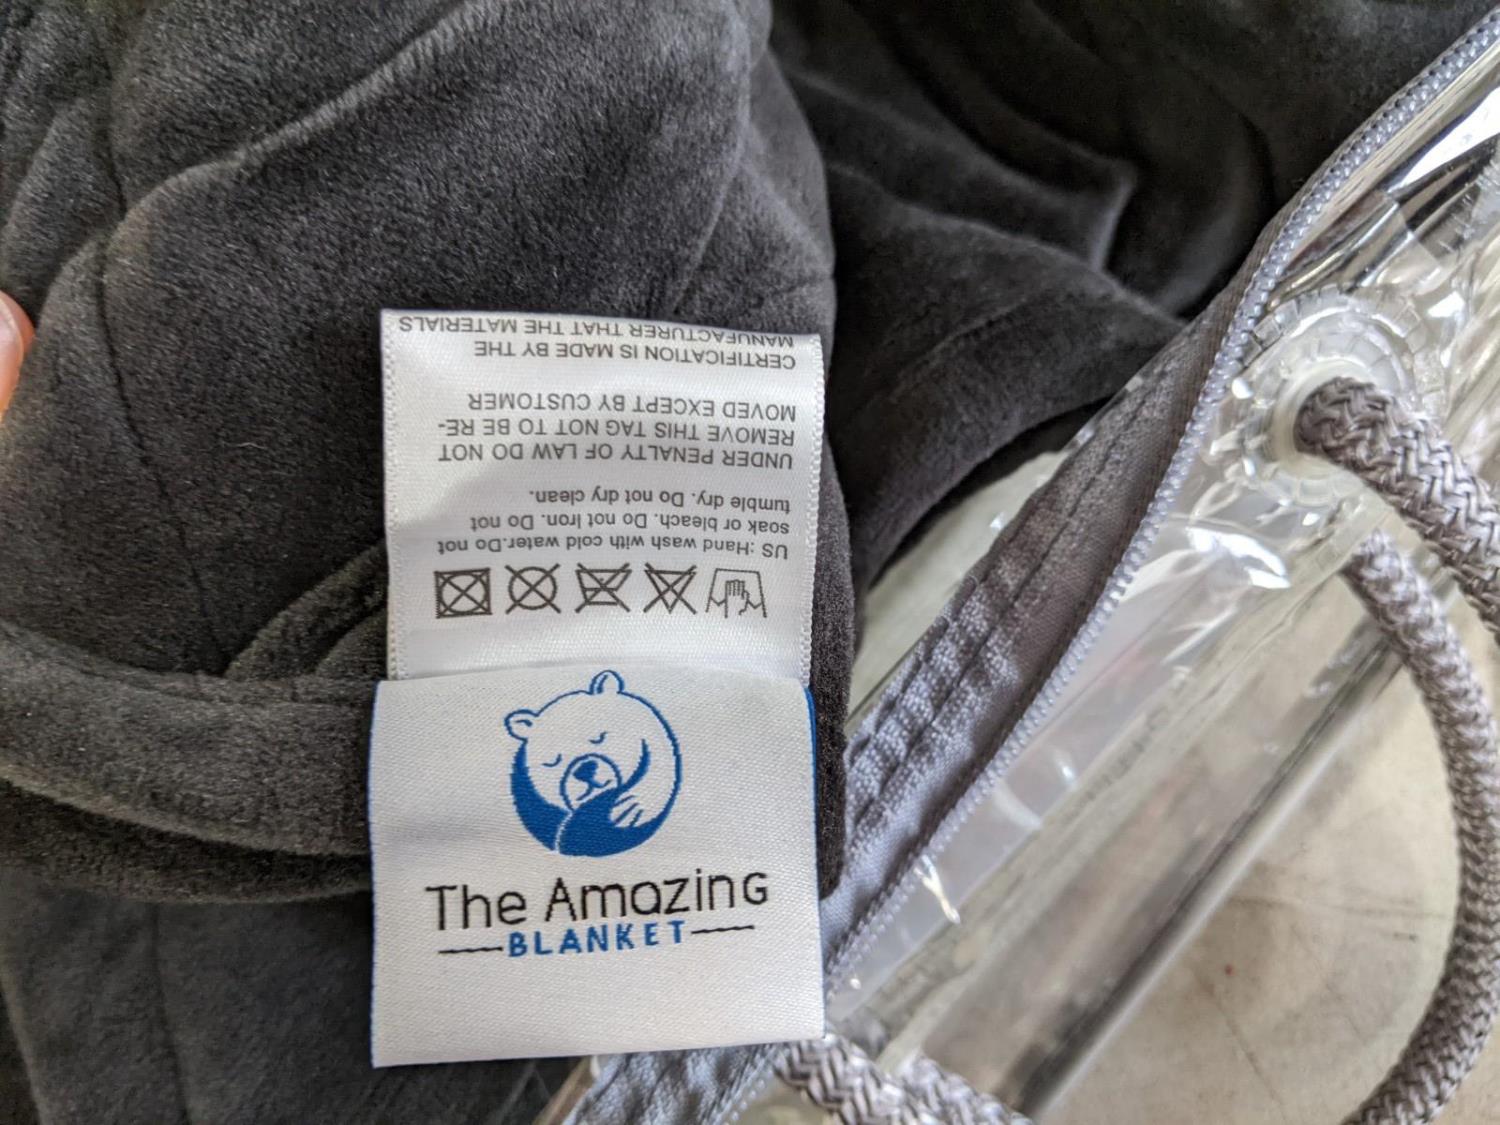 The Amazing
BLANKET
US: Hand wash with cold water.Do not
soak or bleach. Do not Iron. Do not
tumble dry. Do not dry clean.
UNDER PENALTY OF LAW DO NOT
REMOVE THIS TAG NOT TO BE RE-
MOVED EXCEPT BY CUSTOMER
CERTIFICATION IS MADE BY THE
MANUFACTURER THAT THE MATERIALS